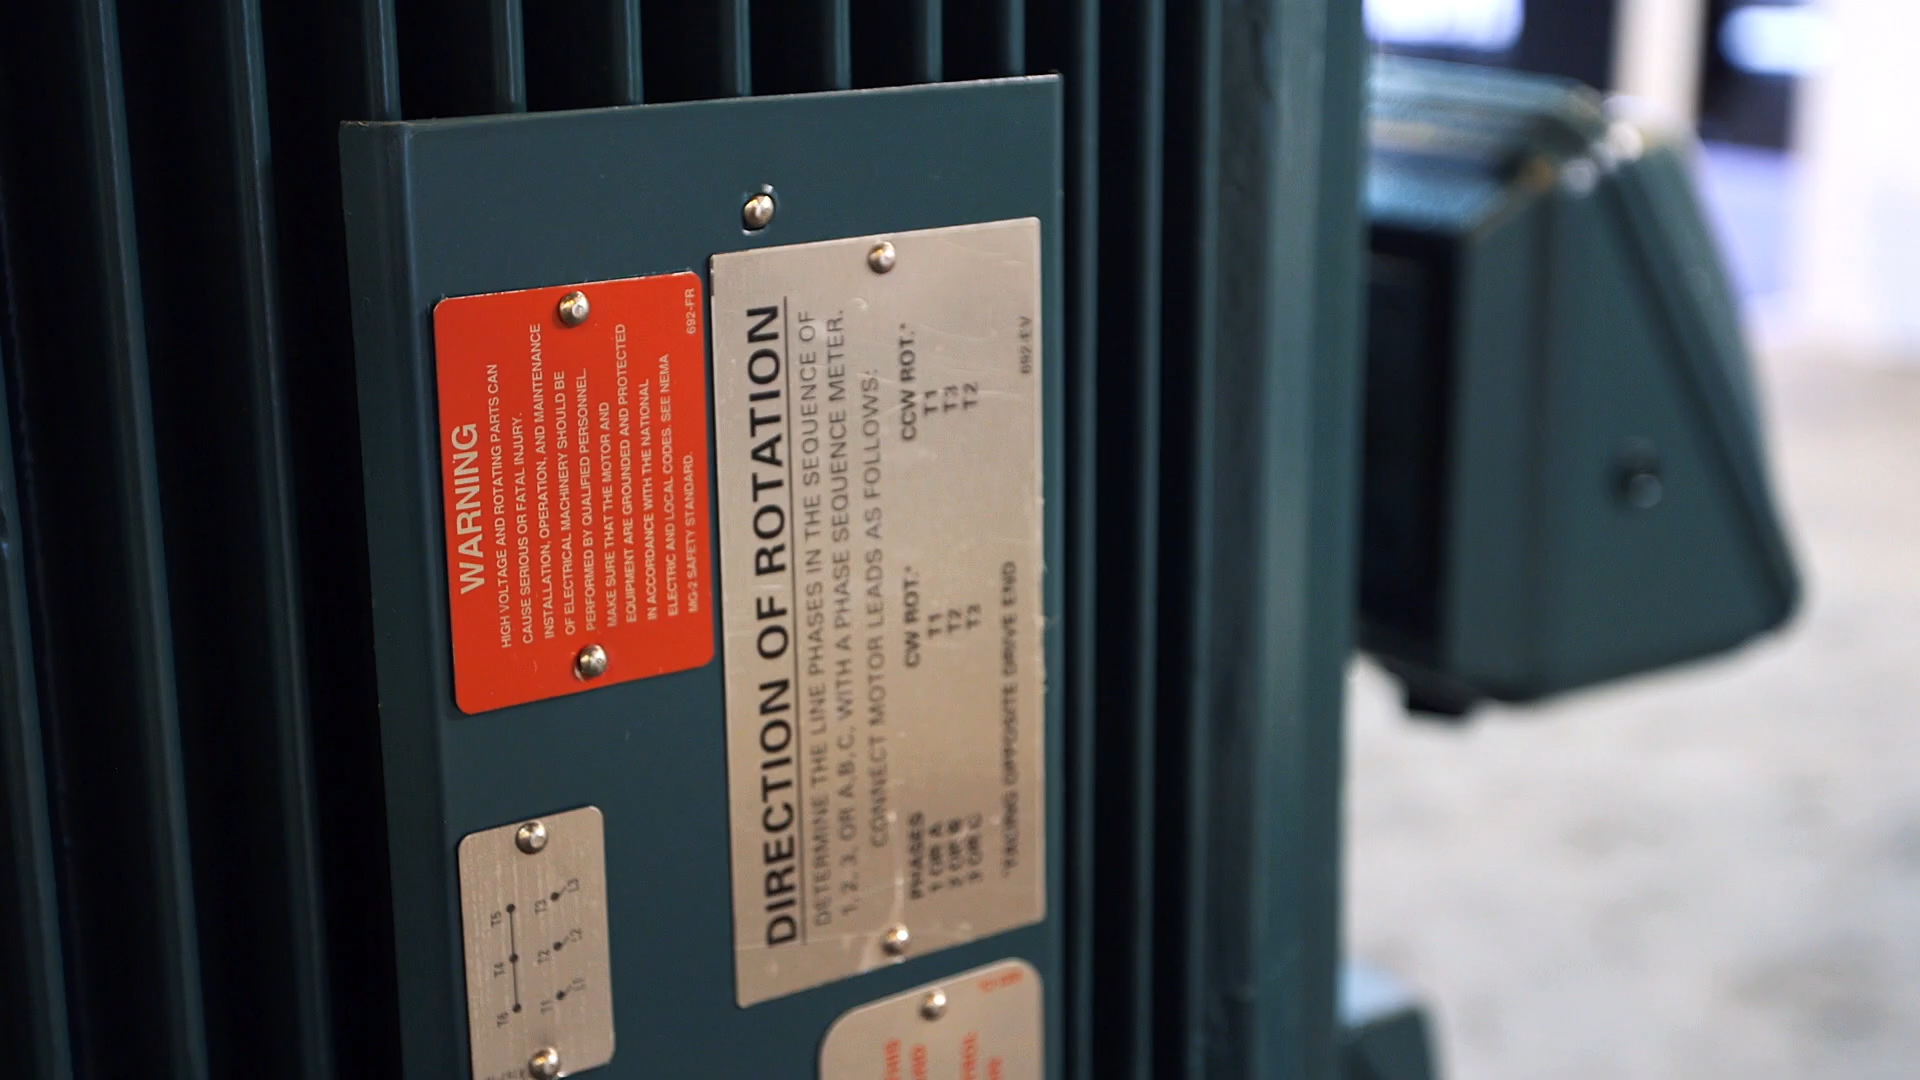 WARNING
HIGH VOLTAGE AND ROTATING PARTS CAN
CAUSE SERIOUS OR FATAL INJURY.
INSTALLATION, OPERATION, AND MAINTENANCE
OF ELECTRICAL MACHINERY SHOULD BE
PERFORMED BY QUALIFIED PERSONNEL.
MAKE SURE THAT THE MOTOR AND
EQUIPMENT ARE GROUNDED AND PROTECTED
IN ACCORDANCE WITH THE NATIONAL
ELECTRIC AND LOCAL CODES. SEE NEMA
MG-2 SAFETY STANDARD.
692-FR
DIRECTION OF ROTATION
DETERMINE THE LINE PHASES IN THE SEQUENCE OF
1, 2, 3, OR A, B, C, WITH A PHASE SEQUENCE METER.
CONNECT MOTOR LEADS AS FOLLOWS:
PHASES CW ROT.* CCW ROT.*
1 OR A T1 T1
2 OR B T2 T3
3 OR C T3 T2
*FACING OPPOSITE DRIVE END
692-EV
T6 T4 T5
T1 T2 T3
L1 L2 L3